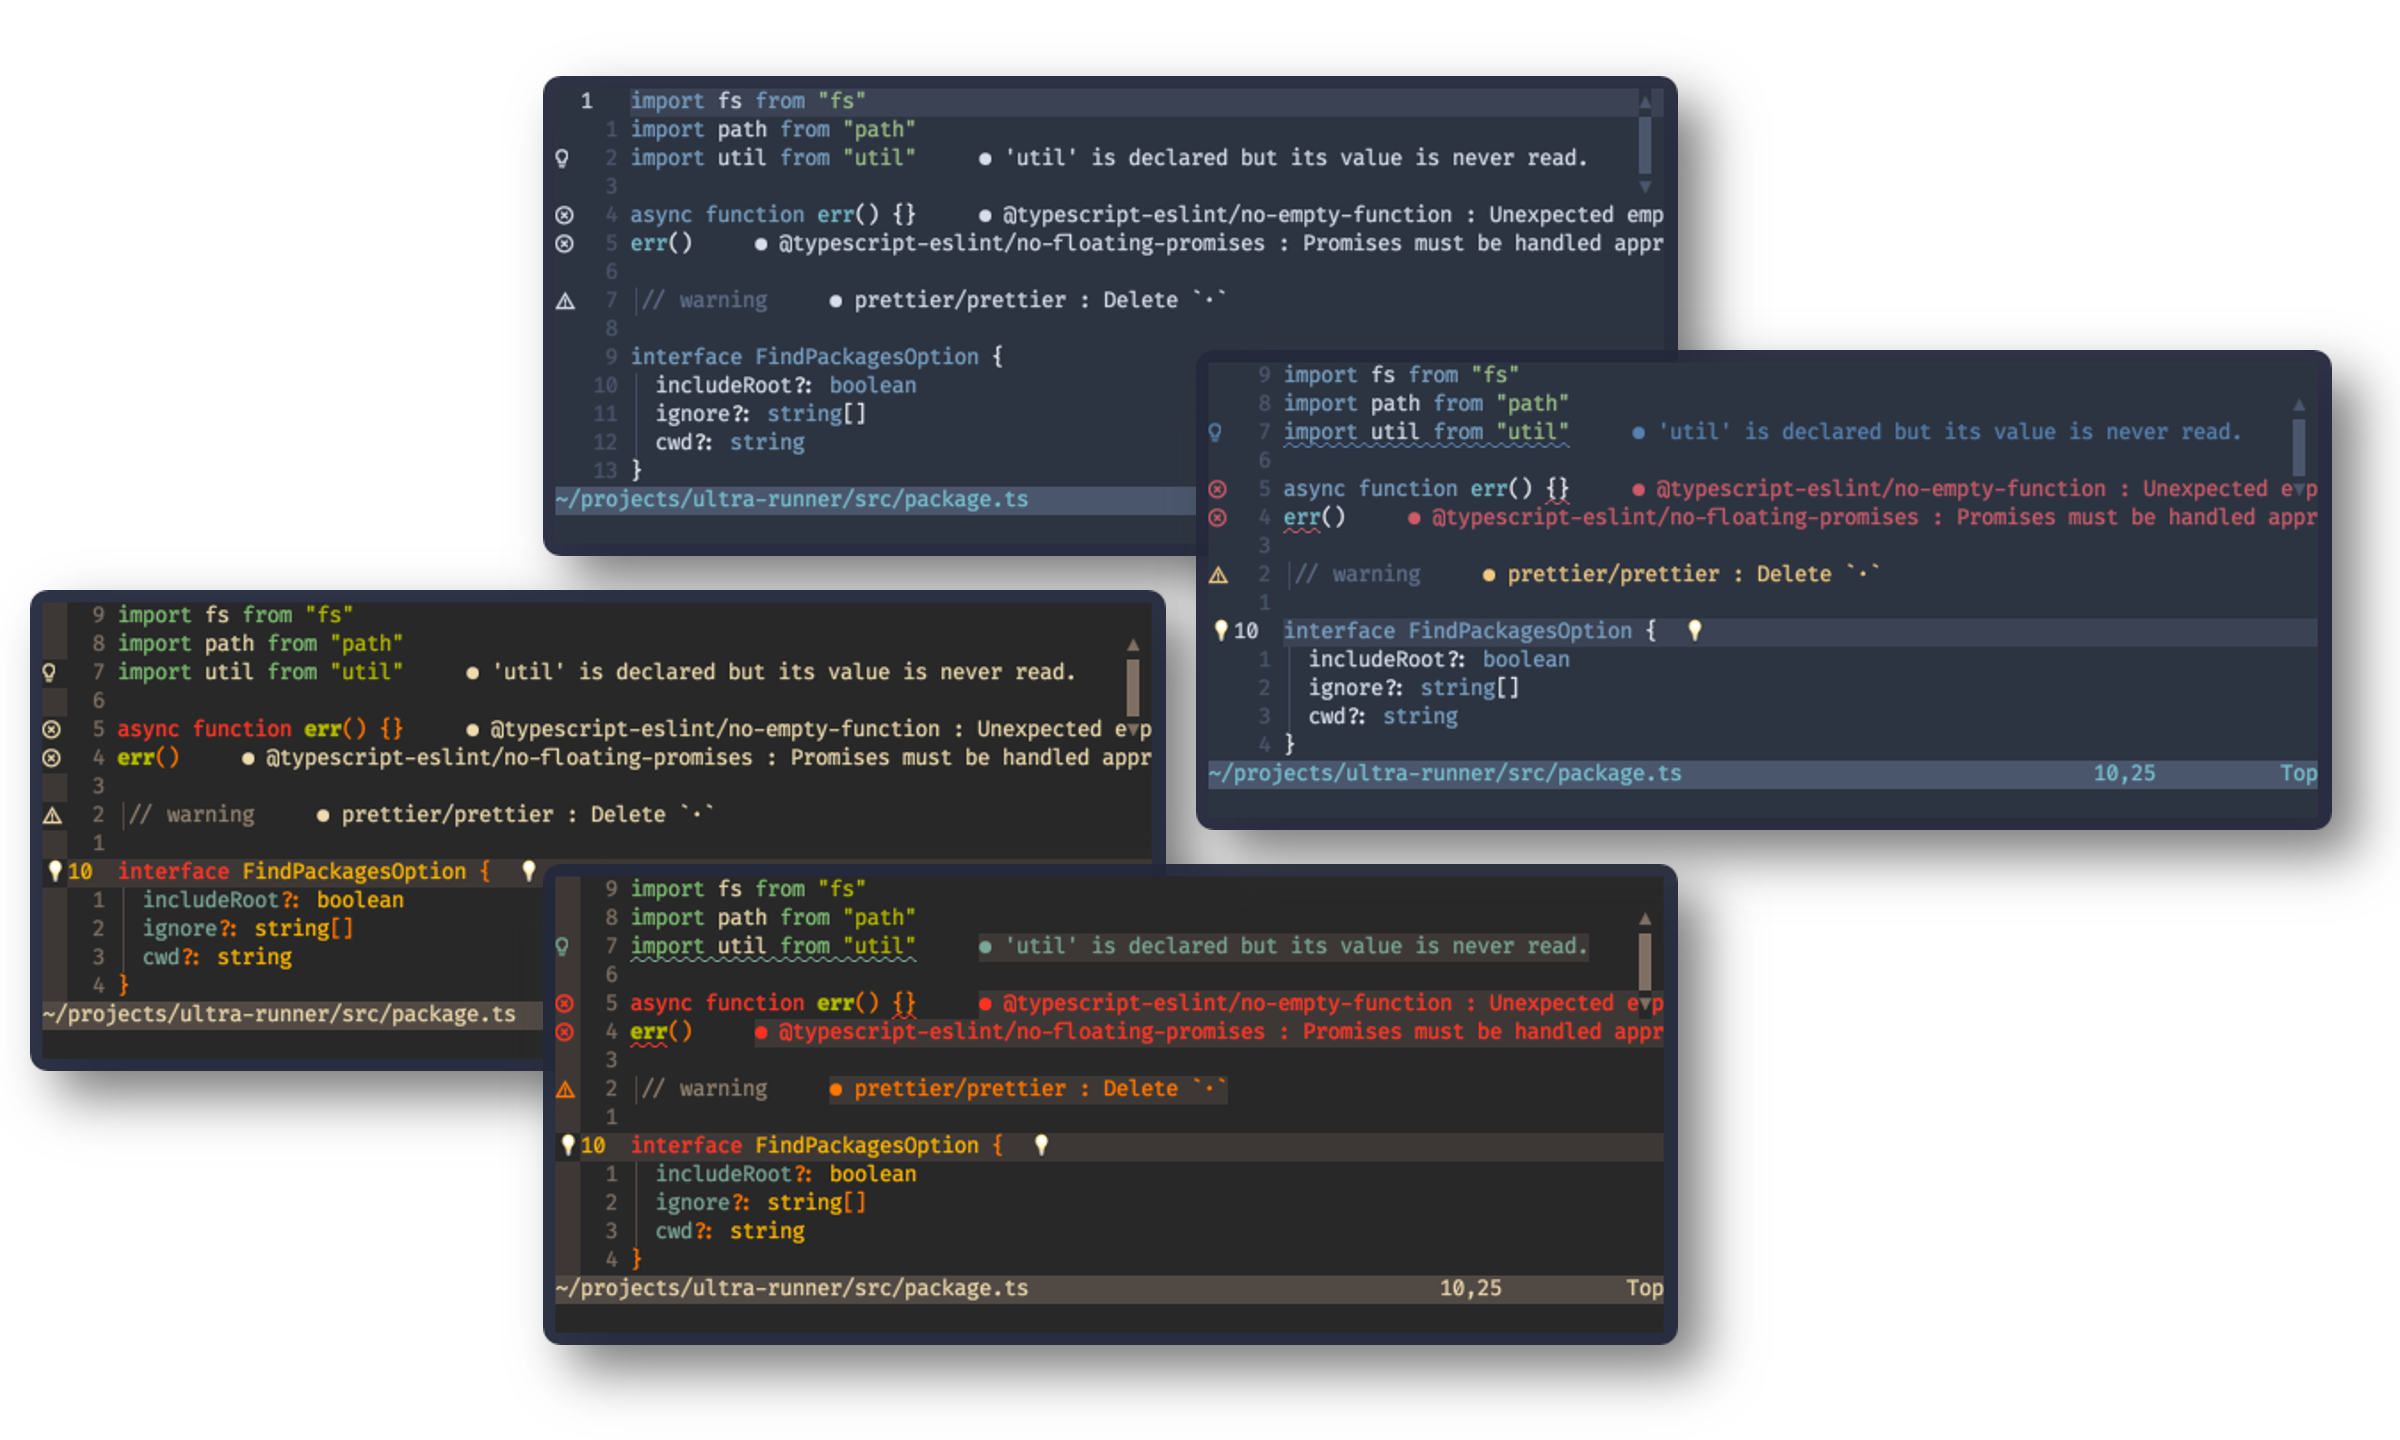 1 import fs from "fs"
1 import path from "path"
2 import util from "util" ● 'util' is declared but its value is never read.
3
4 async function err() {} ● @typescript-eslint/no-empty-function : Unexpected emp
5 err() ● @typescript-eslint/no-floating-promises : Promises must be handled appr
6
7 // warning ● prettier/prettier : Delete `·`
8
9 interface FindPackagesOption {
10 includeRoot?: boolean
11 ignore?: string[]
12 cwd?: string
13 }
~/projects/ultra-runner/src/package.ts
9 import fs from "fs"
8 import path from "path"
7 import util from "util" ● 'util' is declared but its value is never read.
6
5 async function err() {} ● @typescript-eslint/no-empty-function : Unexpected e▼p
4 err() ● @typescript-eslint/no-floating-promises : Promises must be handled appr
3
2 // warning ● prettier/prettier : Delete `·`
1
10 interface FindPackagesOption {
1 includeRoot?: boolean
2 ignore?: string[]
3 cwd?: string
4 }
~/projects/ultra-runner/src/package.ts 10,25 Top
9 import fs from "fs"
8 import path from "path"
7 import util from "util" ● 'util' is declared but its value is never read.
6
5 async function err() {} ● @typescript-eslint/no-empty-function : Unexpected e▼p
4 err() ● @typescript-eslint/no-floating-promises : Promises must be handled appr
3
2 // warning ● prettier/prettier : Delete `·`
1
10 interface FindPackagesOption {
1 includeRoot?: boolean
2 ignore?: string[]
3 cwd?: string
4 }
~/projects/ultra-runner/src/package.ts
9 import fs from "fs"
8 import path from "path"
7 import util from "util" ● 'util' is declared but its value is never read.
6
5 async function err() {} ● @typescript-eslint/no-empty-function : Unexpected e▼p
4 err() ● @typescript-eslint/no-floating-promises : Promises must be handled appr
3
2 // warning ● prettier/prettier : Delete `·`
1
10 interface FindPackagesOption {
1 includeRoot?: boolean
2 ignore?: string[]
3 cwd?: string
4 }
~/projects/ultra-runner/src/package.ts 10,25 Top